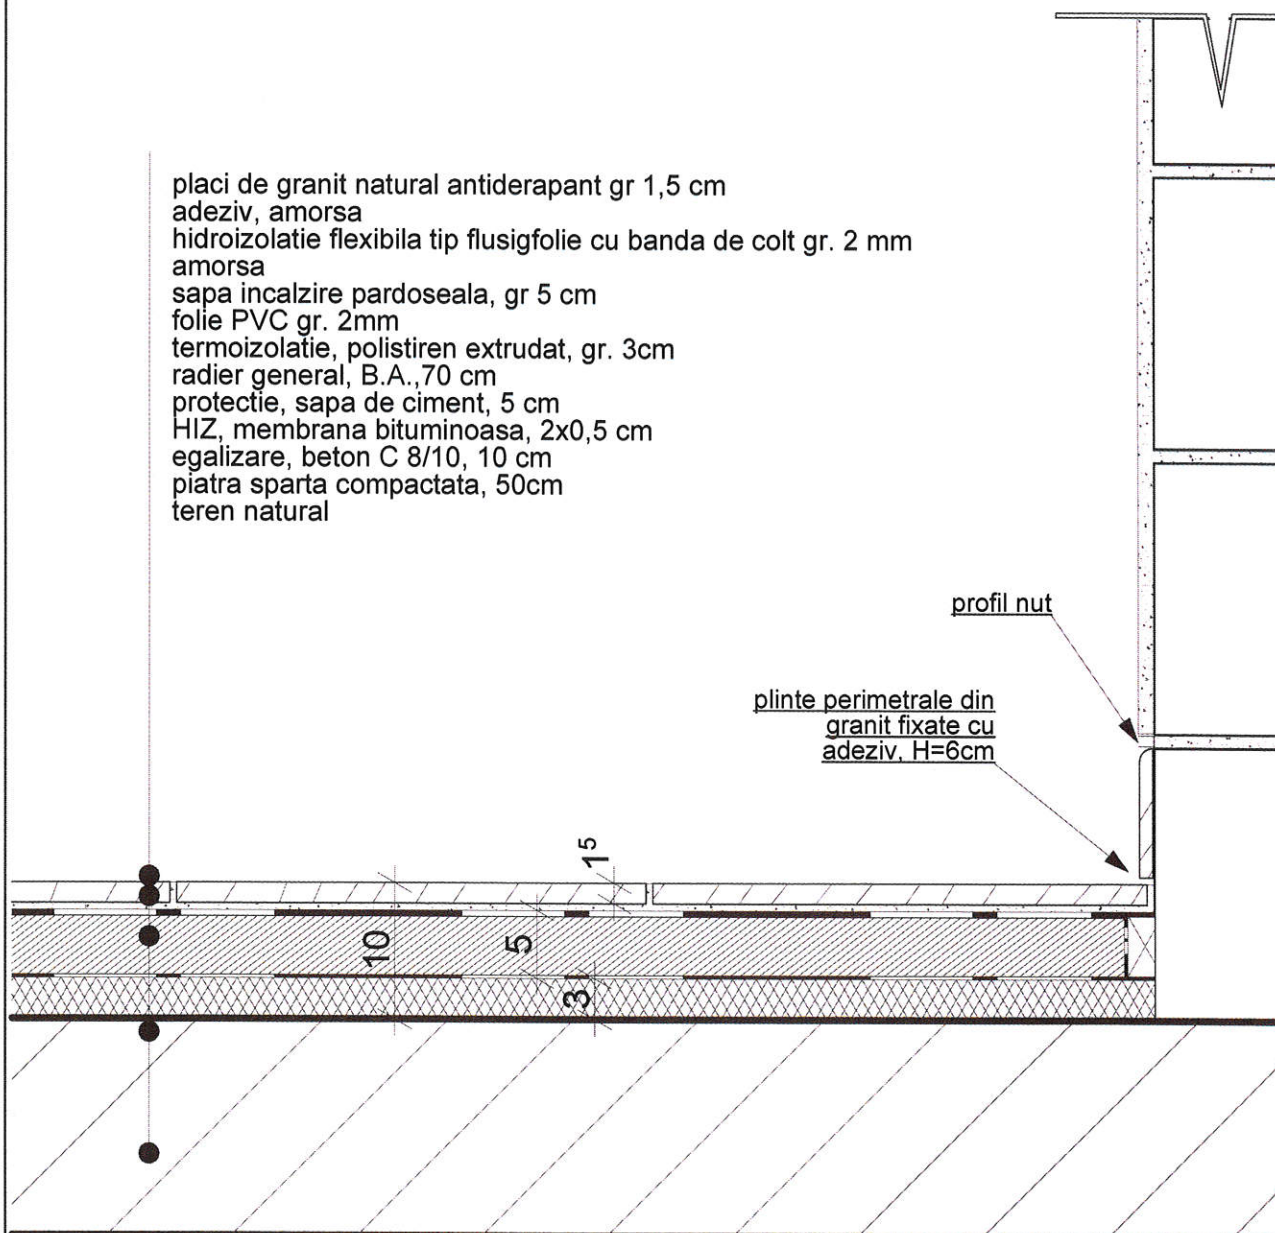 placi de granit natural antiderapant gr 1,5 cm
adeziv, amorsa
hidroizolatie flexibila tip flusigfolie cu banda de colt gr. 2 mm
amorsa
sapa incalzire pardoseala, gr 5 cm
folie PVC gr. 2mm
termoizolatie, polistiren extrudat, gr. 3cm
radier general, B.A.,70 cm
protectie, sapa de ciment, 5 cm
HIZ, membrana bituminoasa, 2x0,5 cm
egalizare, beton C 8/10, 10 cm
piatra sparta compactata, 50cm
teren natural
profil nut
plinte perimetrale din
granit fixate cu
adeziv, H=6cm
1⁵
10
5
3